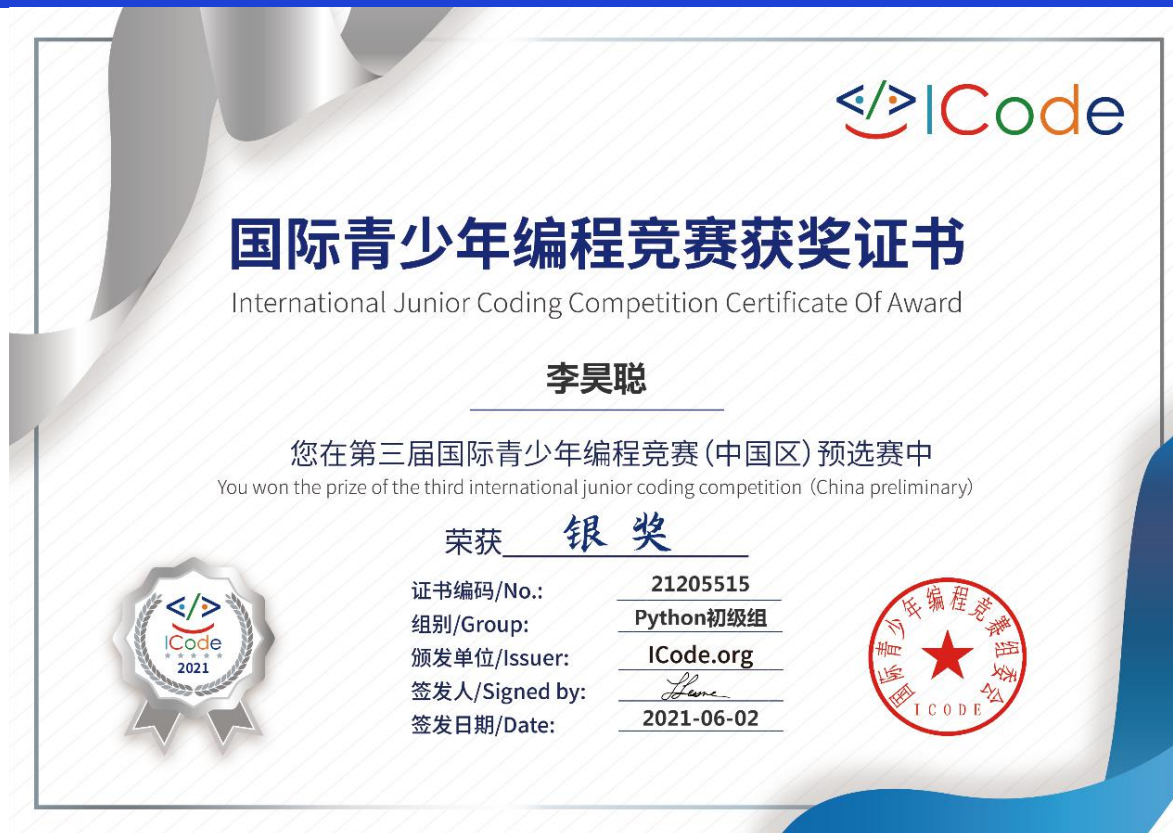 </>ICode
国际青少年编程竞赛获奖证书
International Junior Coding Competition Certificate Of Award
李昊聪
您在第三届国际青少年编程竞赛(中国区)预选赛中
You won the prize of the third international junior coding competition (China preliminary)
荣获 银奖
证书编码/No.: 21205515
组别/Group: Python初级组
颁发单位/Issuer: ICode.org
签发人/Signed by:
签发日期/Date: 2021-06-02
</>
ICode
2021
国际青少年编程竞赛组委会
ICODE